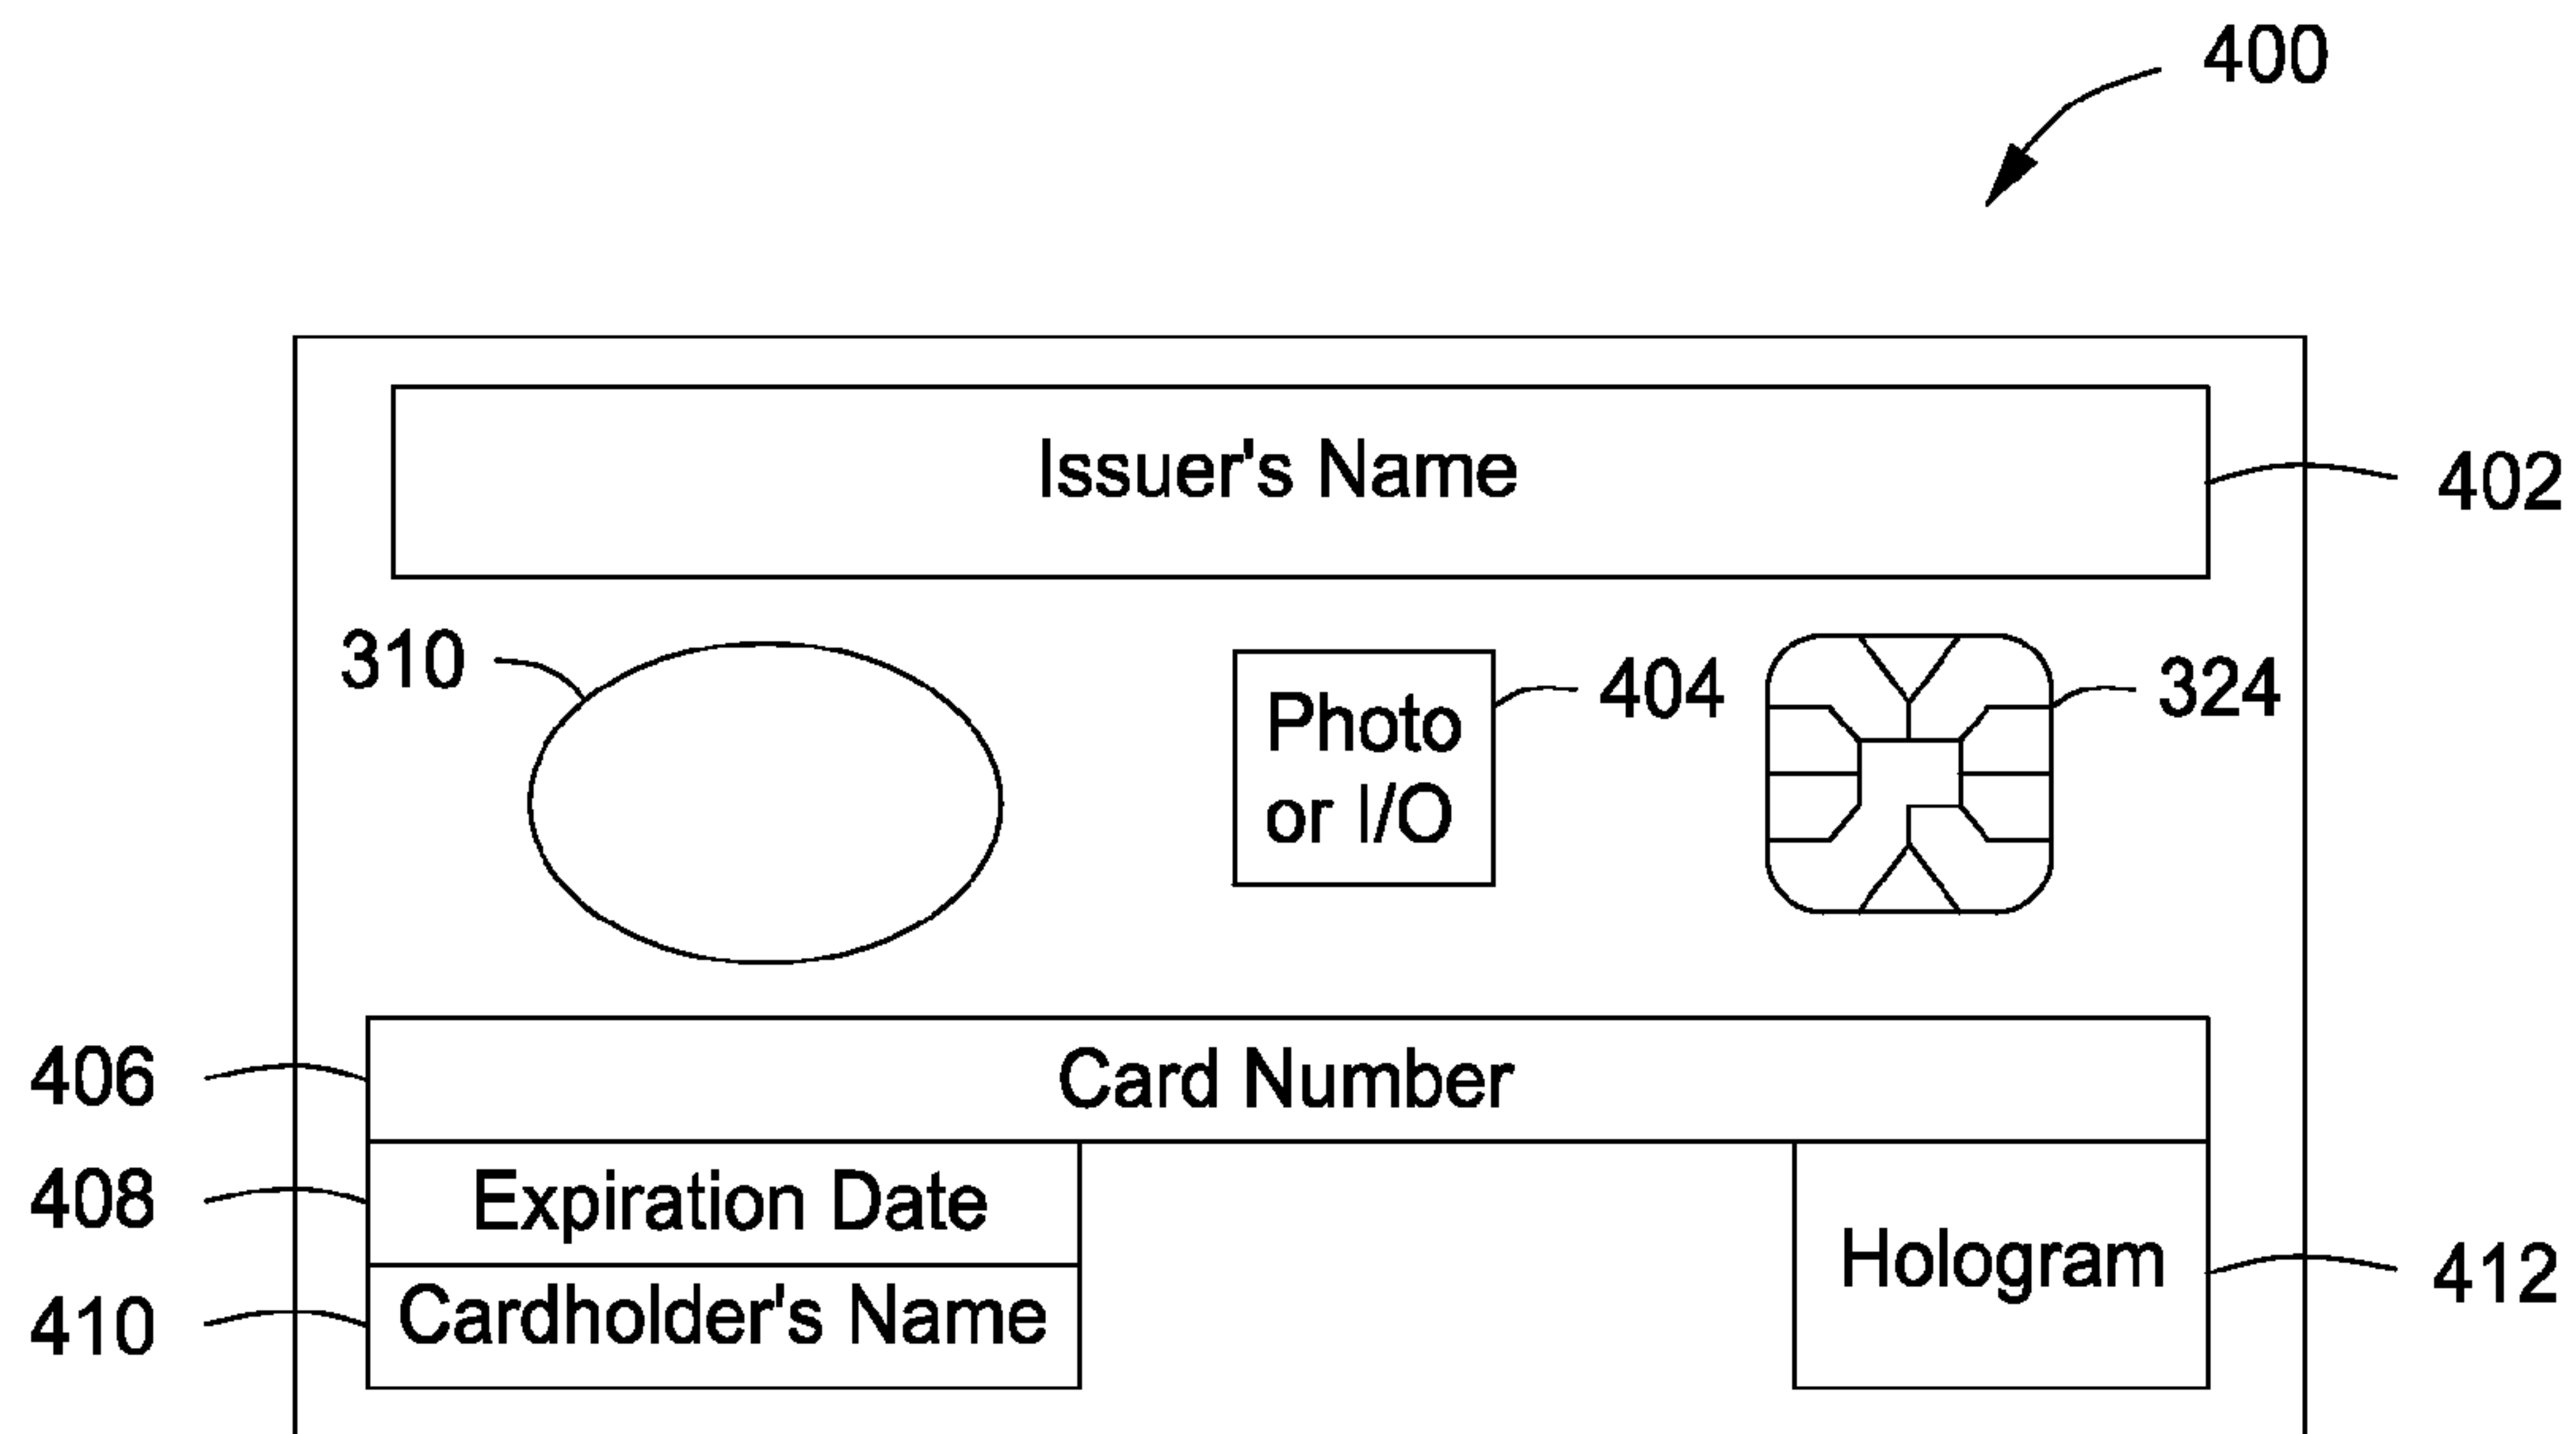 400
Issuer's Name
402
310
Photo
or I/O
404
324
406
Card Number
408
Expiration Date
410
Cardholder's Name
Hologram
412